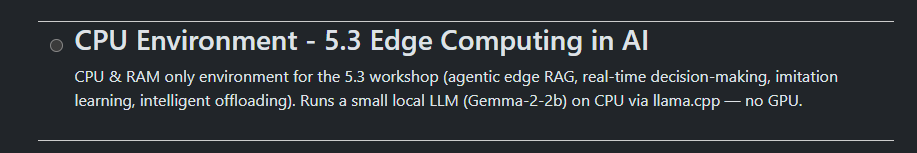 CPU Environment - 5.3 Edge Computing in AI
CPU & RAM only environment for the 5.3 workshop (agentic edge RAG, real-time decision-making, imitation
learning, intelligent offloading). Runs a small local LLM (Gemma-2-2b) on CPU via llama.cpp — no GPU.